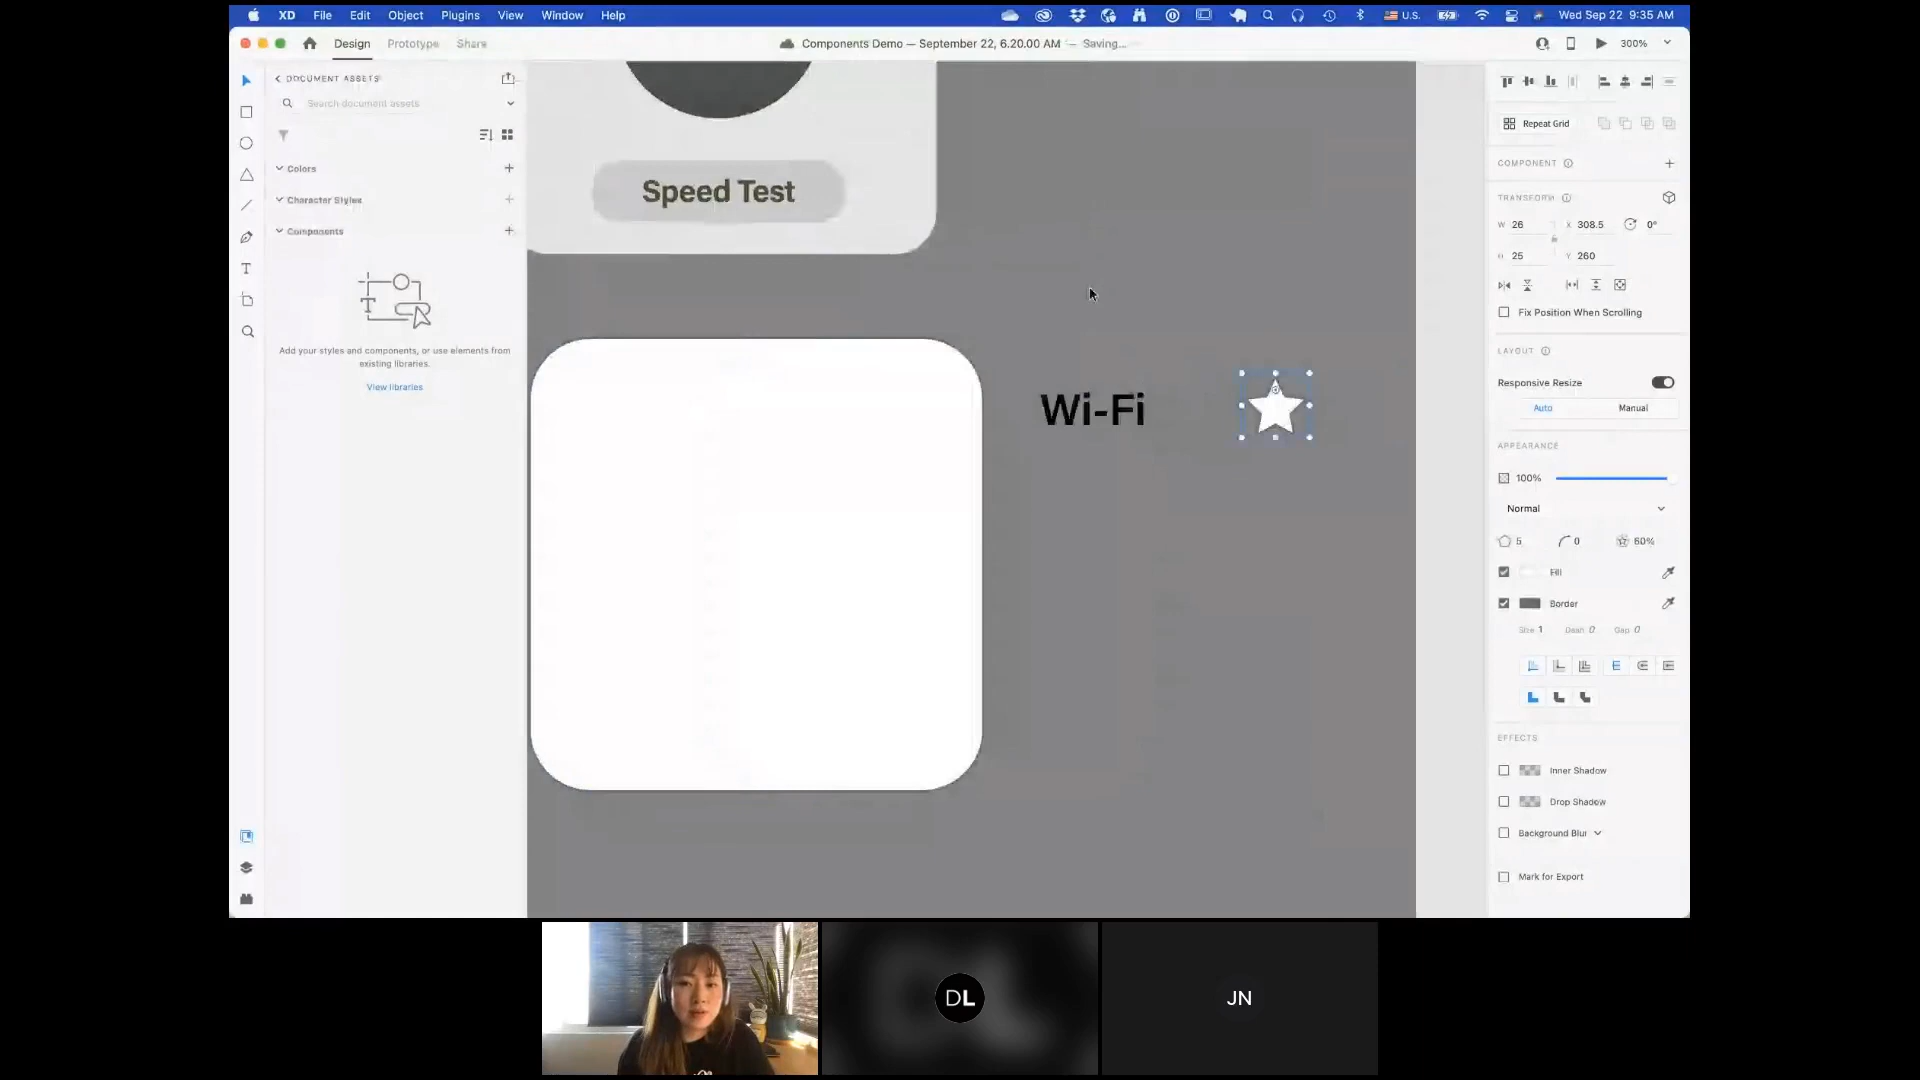 XD File Edit Object Plugins View Window Help U.S. Wed Sep 22 9:35 AM
Design Prototype Share Components Demo — September 22, 6.20.00 AM — Saving... 300%
DOCUMENT ASSETS
Search document assets
Colors
Character Styles
Components
Add your styles and components, or use elements from
existing libraries.
View libraries
Speed Test
Wi-Fi
Repeat Grid
COMPONENT
TRANSFORM
W 26 X 308.5 0°
H 25 Y 260
Fix Position When Scrolling
LAYOUT
Responsive Resize
Auto Manual
APPEARANCE
100%
Normal
5 0 60%
Fill
Border
Size 1 Dash 0 Gap 0
EFFECTS
Inner Shadow
Drop Shadow
Background Blur
Mark for Export
DL
JN